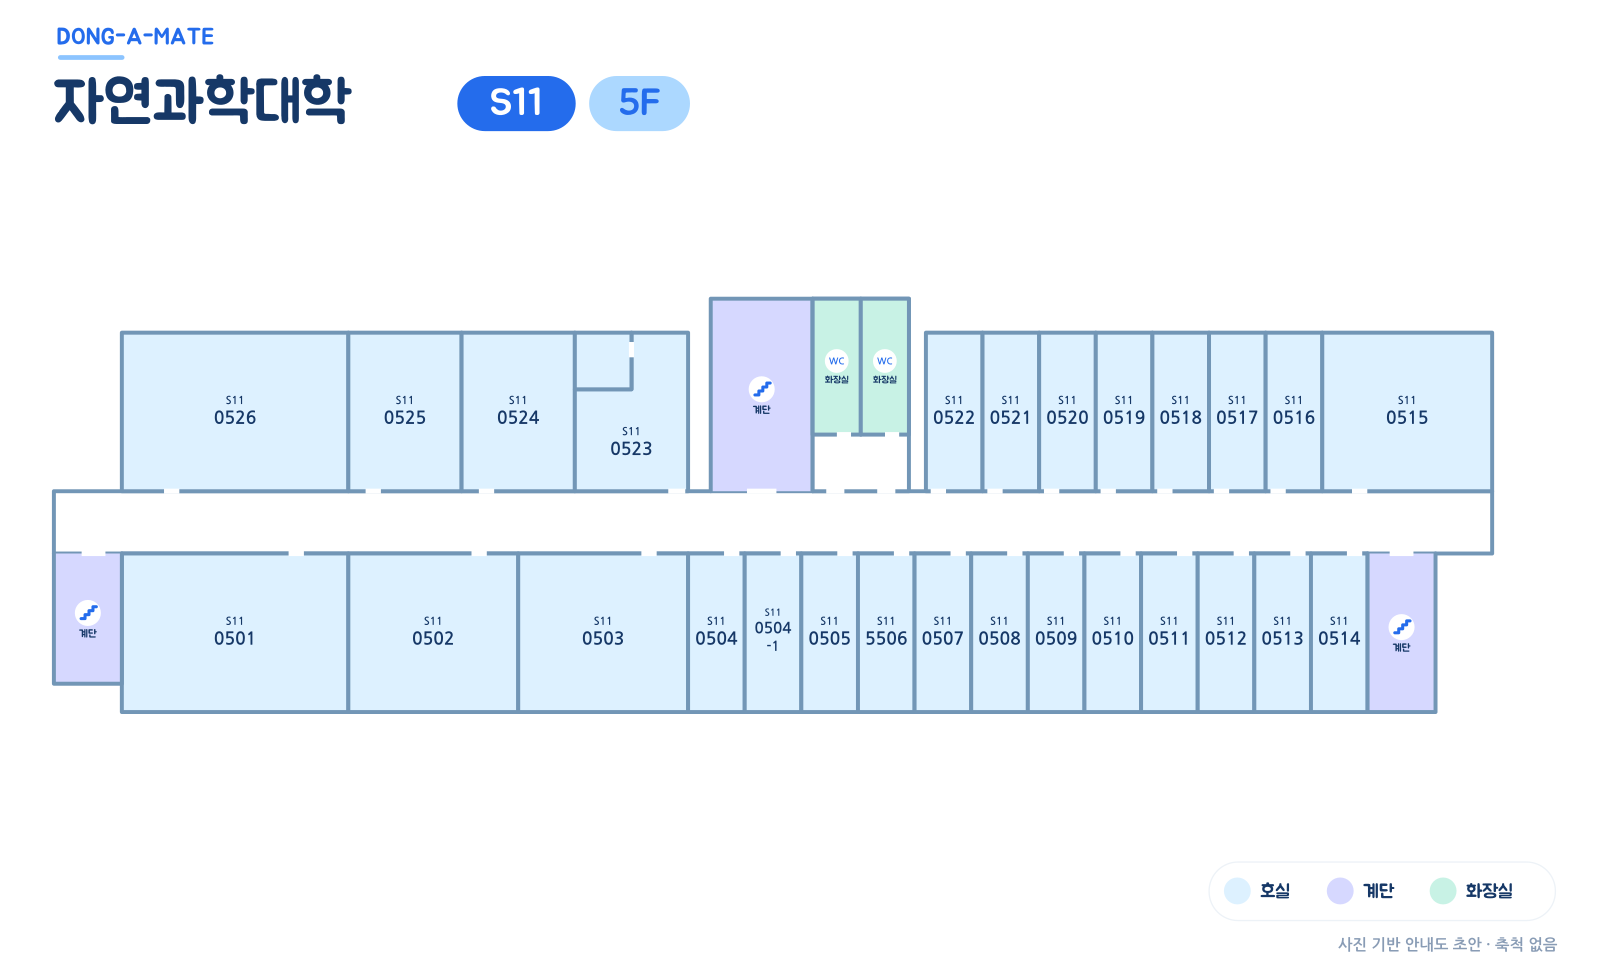 DONG-A-MATE
자연과학대학
S11
5F
WC
화장실
WC
화장실
계단
S11
0526
S11
0525
S11
0524
S11
0523
S11
0522
S11
0521
S11
0520
S11
0519
S11
0518
S11
0517
S11
0516
S11
0515
계단
S11
0501
S11
0502
S11
0503
S11
0504
S11
0504
-1
S11
0505
S11
5506
S11
0507
S11
0508
S11
0509
S11
0510
S11
0511
S11
0512
S11
0513
S11
0514
계단
호실
계단
화장실
사진 기반 안내도 초안 · 축척 없음